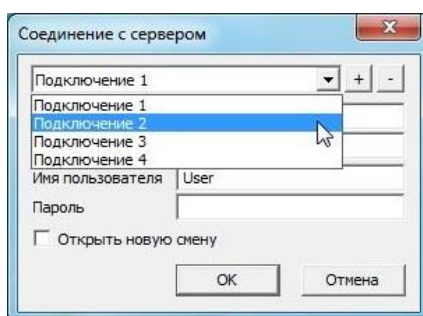 Соединение с сервером
Подключение 1
+ -
Подключение 1
Подключение 2
Подключение 3
Подключение 4
Имя пользователя User
Пароль
Открыть новую смену
OK Отмена